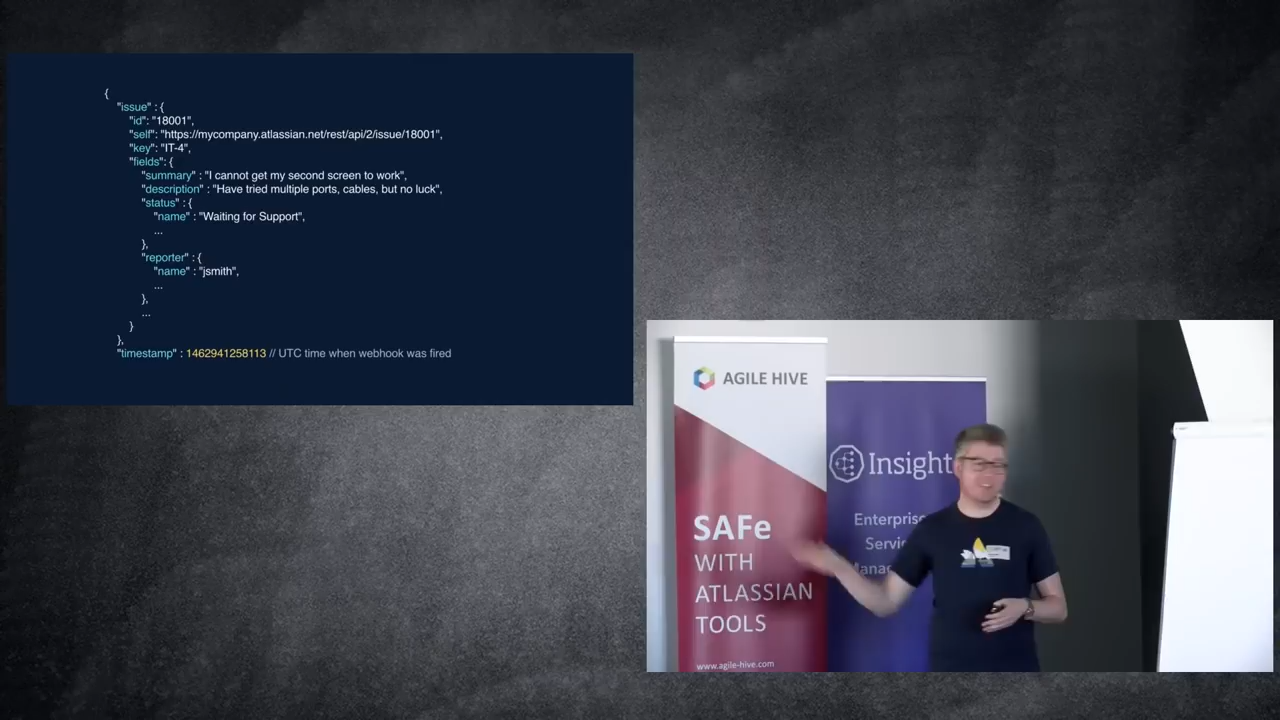 {
"issue" : {
"id": "18001",
"self": "https://mycompany.atlassian.net/rest/api/2/issue/18001",
"key": "IT-4",
"fields": {
"summary" : "I cannot get my second screen to work",
"description" : "Have tried multiple ports, cables, but no luck",
"status" : {
"name" : "Waiting for Support",
...
},
"reporter" : {
"name" : "jsmith",
...
},
...
}
},
"timestamp" : 1462941258113 // UTC time when webhook was fired
AGILE HIVE
SAFe
WITH
ATLASSIAN
TOOLS
www.agile-hive.com
Insight
Enterprise